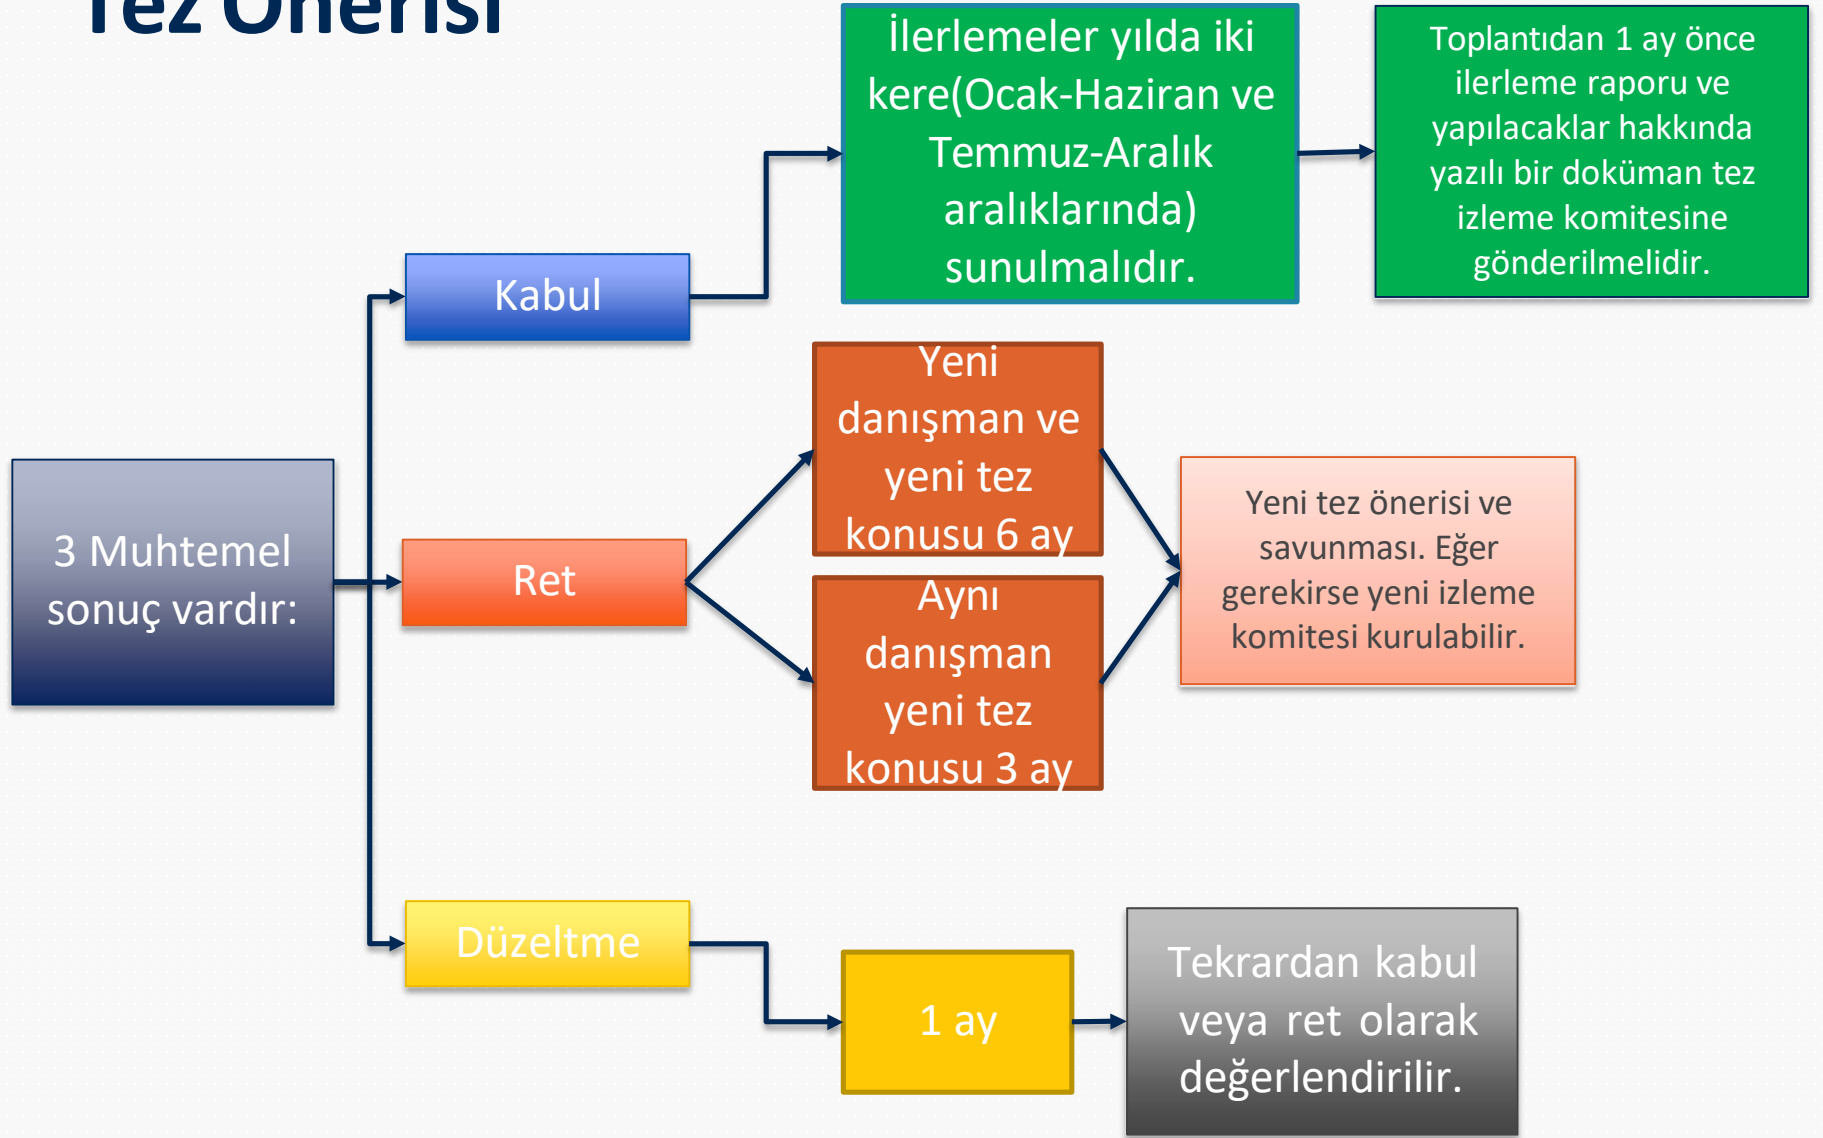 Tez Önerisi
İlerlemeler yılda iki
kere(Ocak-Haziran ve
Temmuz-Aralık
aralıklarında)
sunulmalıdır.
Toplantıdan 1 ay önce
ilerleme raporu ve
yapılacaklar hakkında
yazılı bir doküman tez
izleme komitesine
gönderilmelidir.
Kabul
3 Muhtemel
sonuç vardır:
Ret
Yeni
danışman ve
yeni tez
konusu 6 ay
Aynı
danışman
yeni tez
konusu 3 ay
Yeni tez önerisi ve
savunması. Eğer
gerekirse yeni izleme
komitesi kurulabilir.
Düzeltme
1 ay
Tekrardan kabul
veya ret olarak
değerlendirilir.